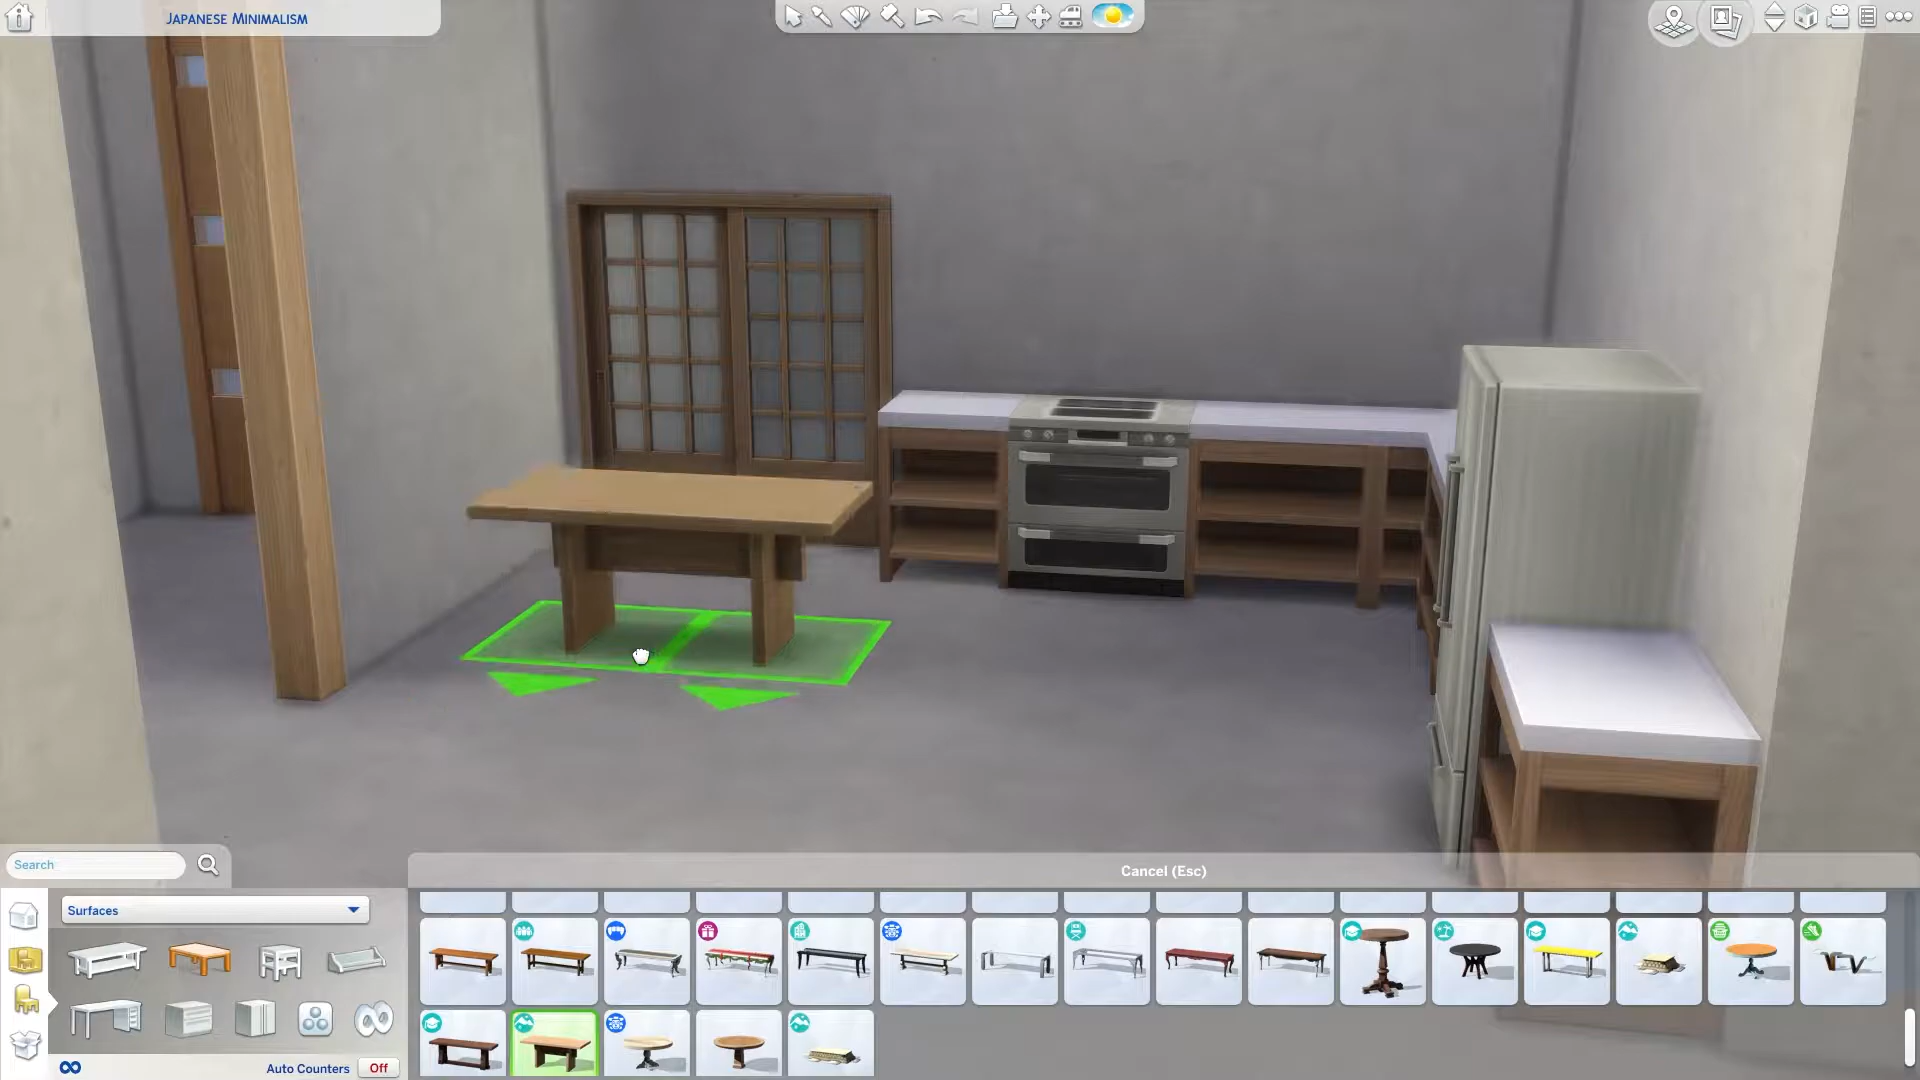 Japanese Minimalism
Search
Cancel (Esc)
Surfaces
Auto Counters
Off